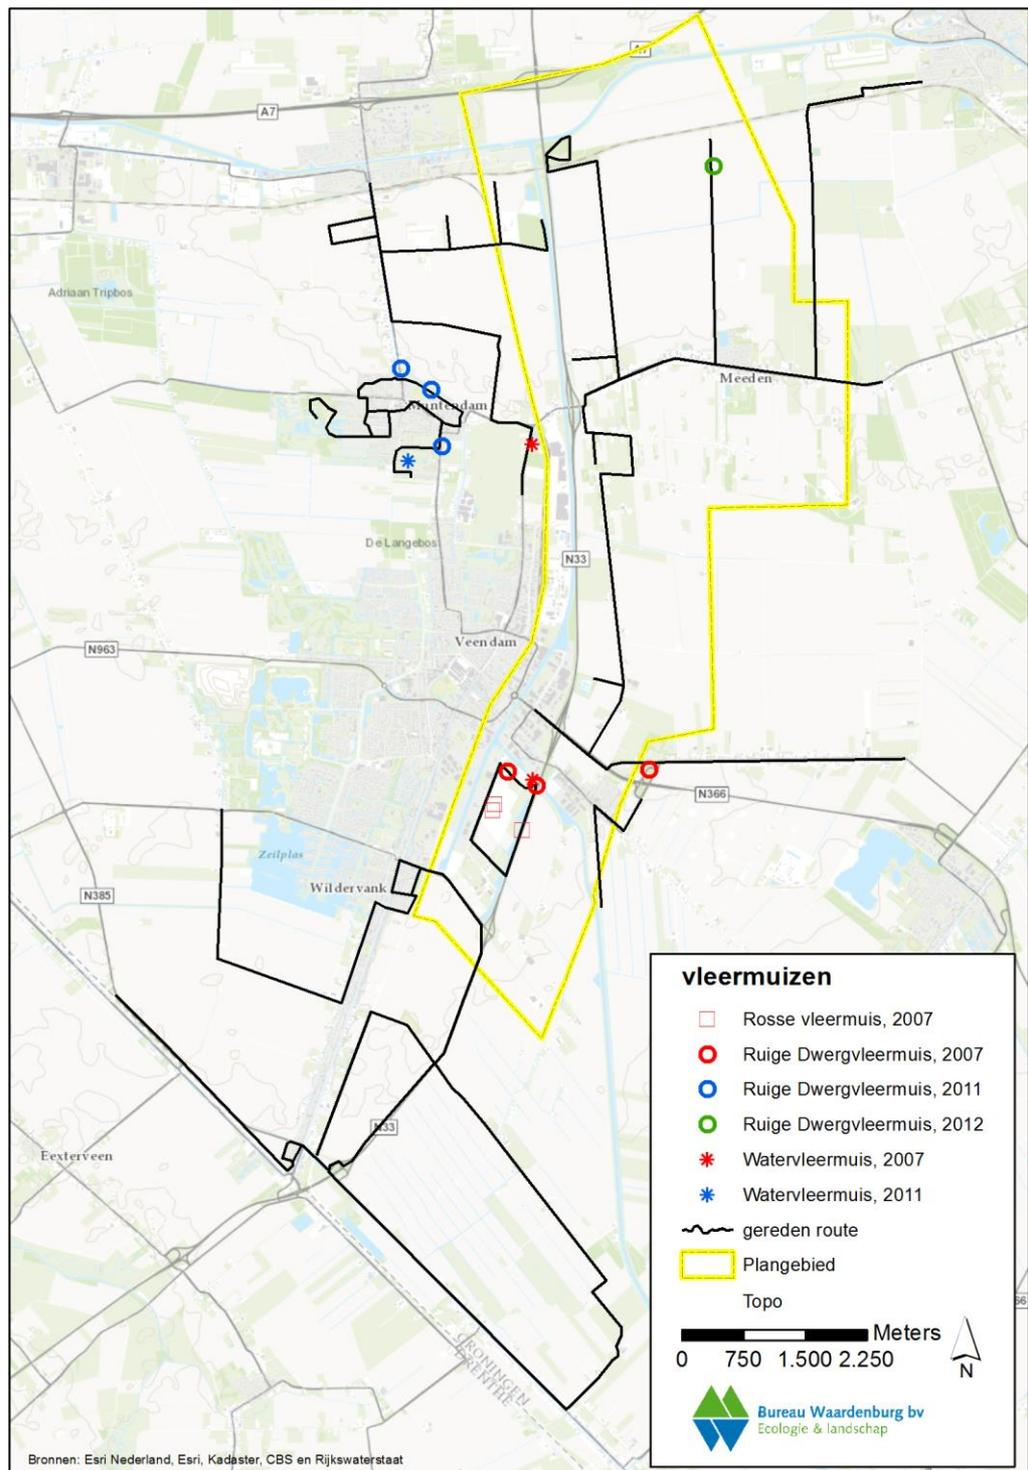 A7
A7
Adriaan Tripbos
Muntendam
Meeden
De Langebos
N33
Veendam
N963
N366
Zeilplas
Wildervank
N385
N33
Eexterveen
GRONINGEN
DRENTHE
vleermuizen
Rosse vleermuis, 2007
Ruige Dwergvleermuis, 2007
Ruige Dwergvleermuis, 2011
Ruige Dwergvleermuis, 2012
Watervleermuis, 2007
Watervleermuis, 2011
gereden route
Plangebied
Topo
66
Meters
0 750 1.500 2.250
N
Bureau Waardenburg bv
Ecologie & landschap
Bronnen: Esri Nederland, Esri, Kadaster, CBS en Rijkswaterstaat